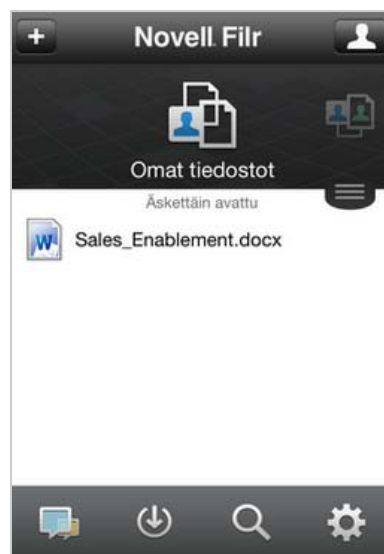 Novell Filr
Omat tiedostot
Äskettäin avattu
Sales_Enablement.docx